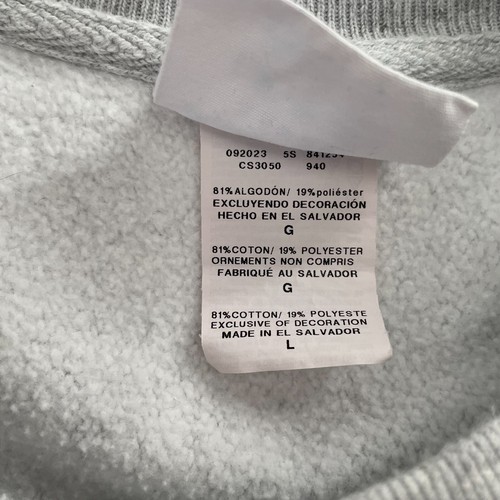 092023 5S 841234
CS3050 940
81%ALGODÓN/ 19%poliéster
EXCLUYENDO DECORACIÓN
HECHO EN EL SALVADOR
G
81%COTON/ 19% POLYESTER
ORNEMENTS NON COMPRIS
FABRIQUÉ AU SALVADOR
G
81%COTTON/ 19% POLYESTE
EXCLUSIVE OF DECORATION
MADE IN EL SALVADOR
L